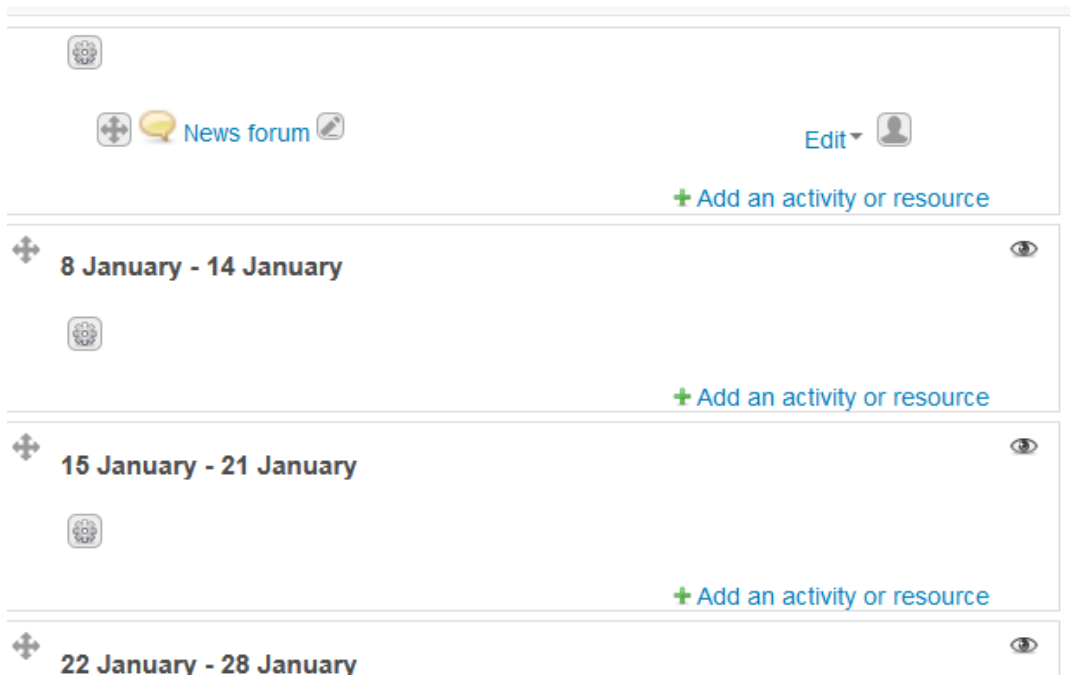 News forum
Edit
Add an activity or resource
8 January - 14 January
Add an activity or resource
15 January - 21 January
Add an activity or resource
22 January - 28 January